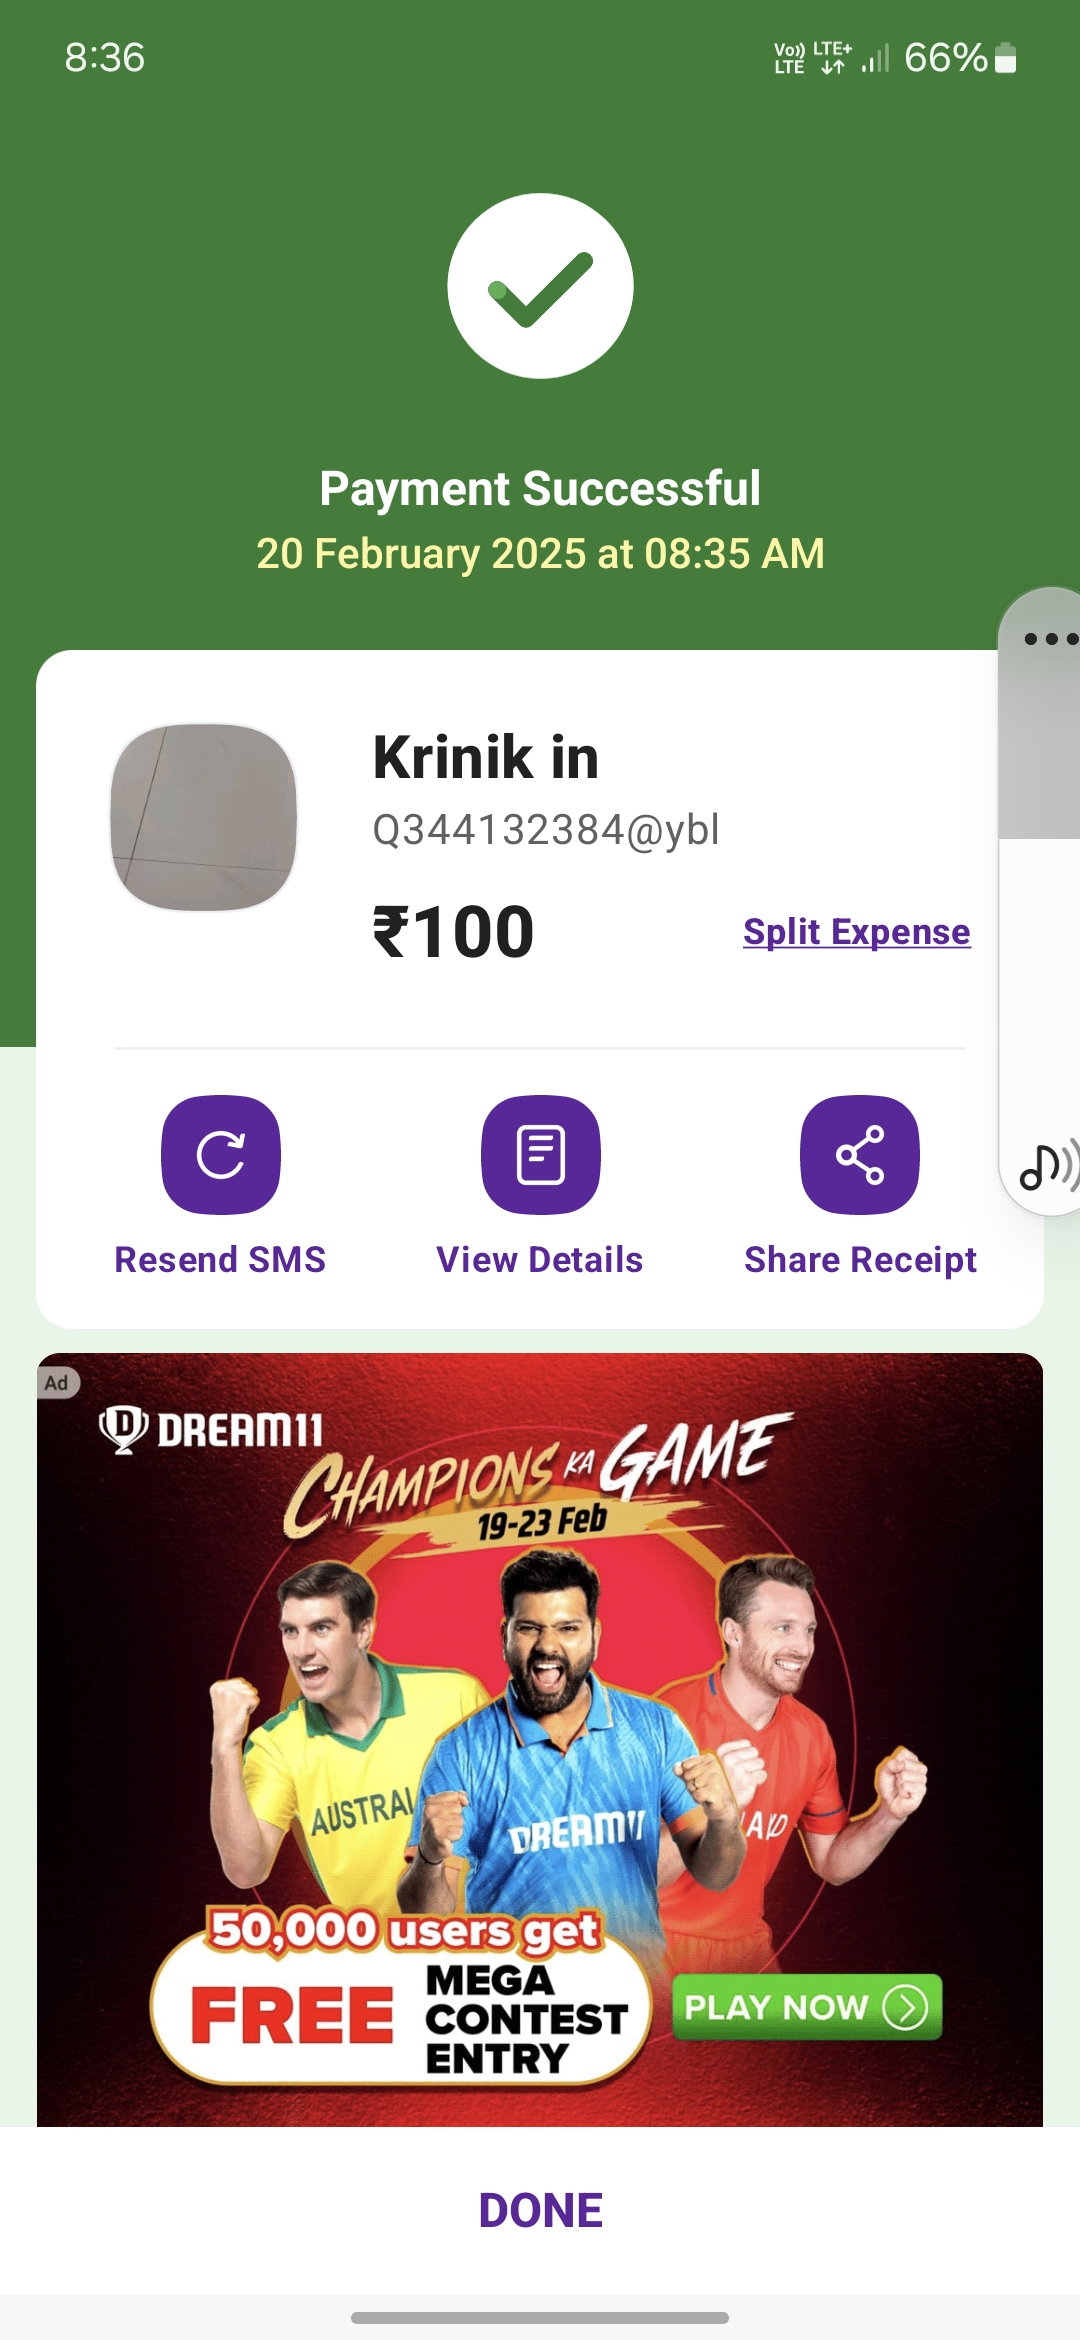 8:36
Vo)) LTE LTE+ 66%
Payment Successful
20 February 2025 at 08:35 AM
Krinik in
Q344132384@ybl
₹100
Split Expense
Resend SMS
View Details
Share Receipt
Ad
DREAM11
CHAMPIONS KA GAME
19-23 Feb
AUSTRAL
DREAM11
50,000 users get
FREE
MEGA
CONTEST
ENTRY
PLAY NOW
DONE